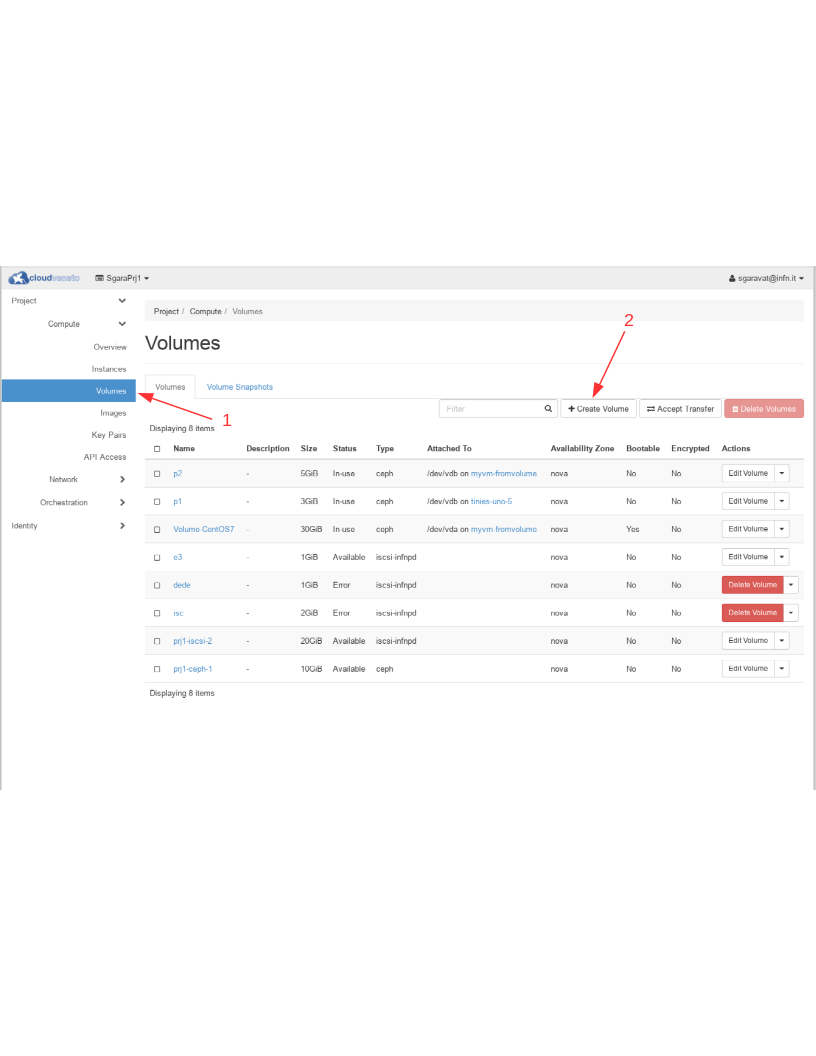 cloudveneto SgaraPrj1 sgaravat@infn.it
Project
Compute
Overview
Instances
Volumes
Images
Key Pairs
API Access
Network
Orchestration
Identity
Project / Compute / Volumes
2
Volumes
Volumes Volume Snapshots
1
Filter Create Volume Accept Transfer Delete Volumes
Displaying 8 items
Name Description Size Status Type Attached To Availability Zone Bootable Encrypted Actions
p2 - 5GiB In-use ceph /dev/vdb on myvm-fromvolume nova No No Edit Volume
p1 - 3GiB In-use ceph /dev/vdb on tinies-uno-5 nova No No Edit Volume
Volume-CentOS7 - 30GiB In-use ceph /dev/vda on myvm-fromvolume nova Yes No Edit Volume
e3 - 1GiB Available iscsi-infnpd nova No No Edit Volume
dede - 1GiB Error iscsi-infnpd nova No No Delete Volume
isc - 2GiB Error iscsi-infnpd nova No No Delete Volume
prj1-iscsi-2 - 20GiB Available iscsi-infnpd nova No No Edit Volume
prj1-ceph-1 - 10GiB Available ceph nova No No Edit Volume
Displaying 8 items